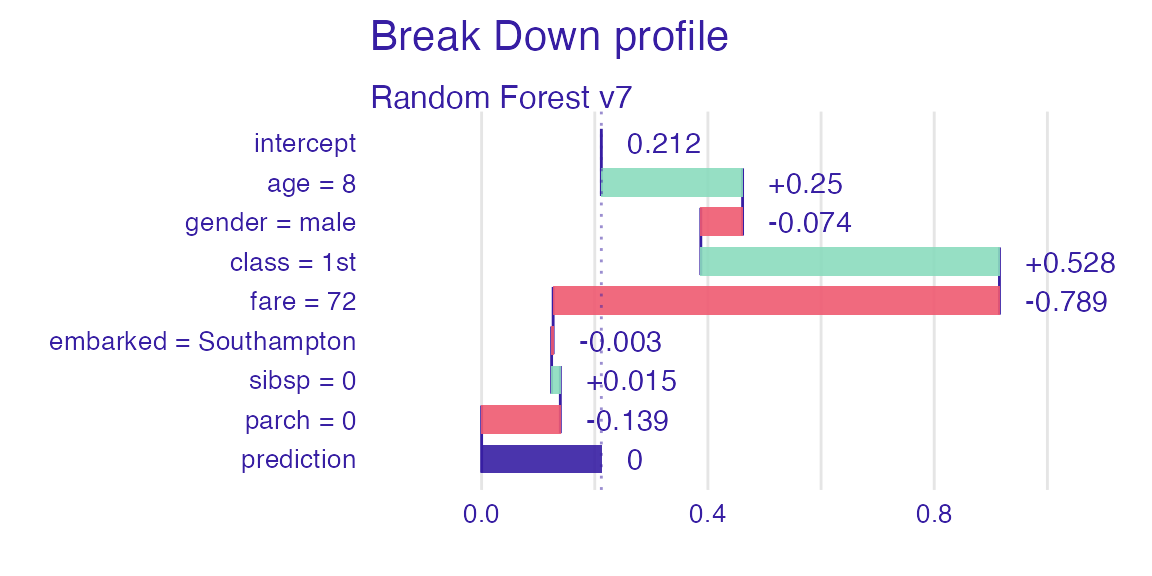 Break Down profile
Random Forest v7
intercept 0.212
age = 8 +0.25
gender = male -0.074
class = 1st +0.528
fare = 72 -0.789
embarked = Southampton -0.003
sibsp = 0 +0.015
parch = 0 -0.139
prediction 0
0.0 0.4 0.8